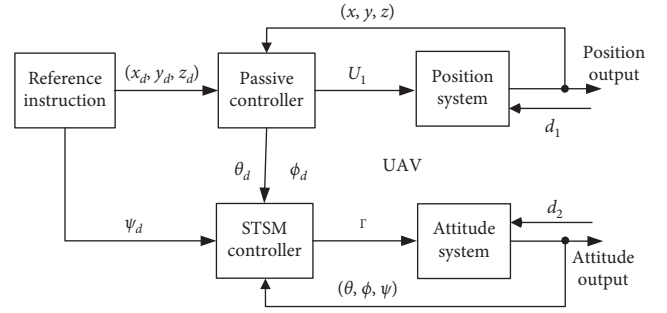 (x, y, z)
Reference
instruction
(x_d, y_d, z_d)
Passive
controller
U_1
Position
system
Position
output
d_1
θ_d
ϕ_d
UAV
ψ_d
STSM
controller
Γ
Attitude
system
d_2
Attitude
output
(θ, ϕ, ψ)